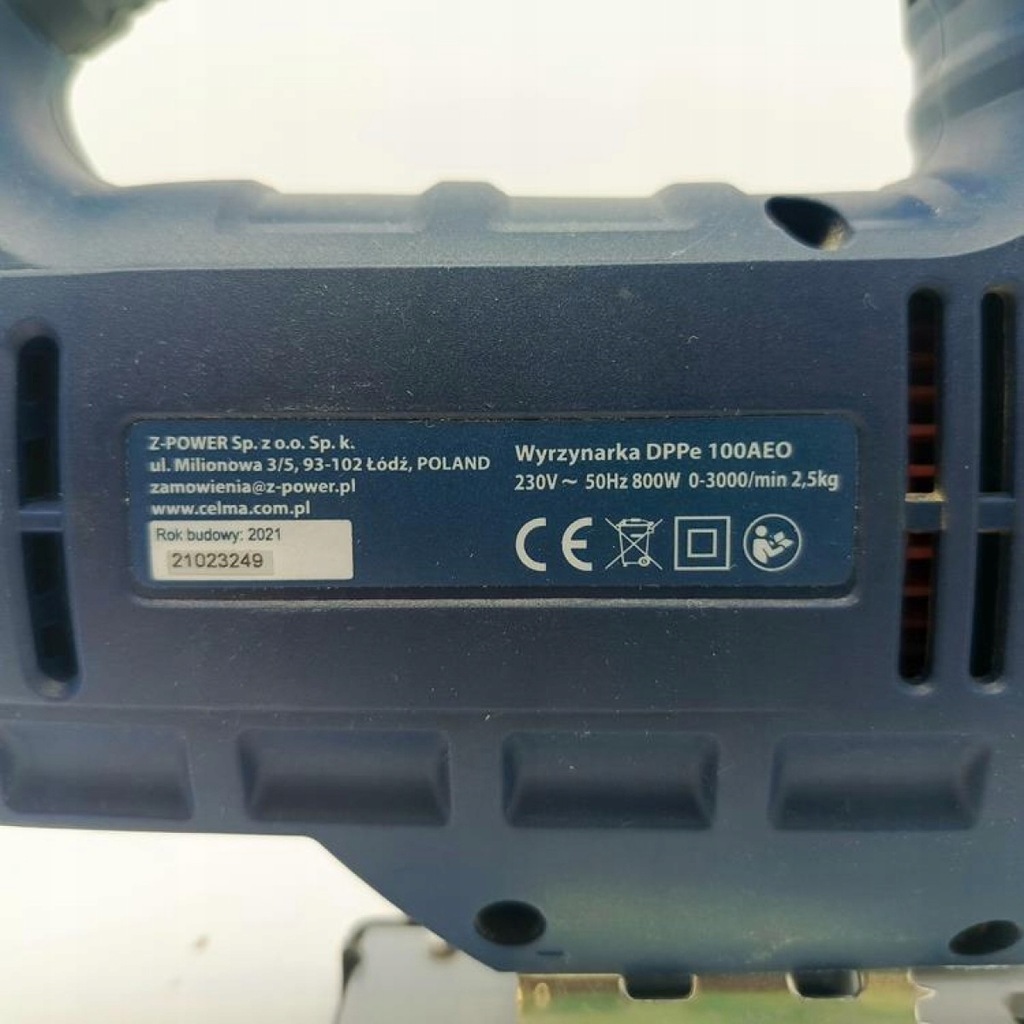 Z-POWER Sp. z o.o. Sp. k.
ul. Milionowa 3/5, 93-102 Łódź, POLAND
zamowienia@z-power.pl
www.celma.com.pl
Rok budowy: 2021
21023249
Wyrzynarka DPPe 100AEO
230V ~ 50Hz 800W 0-3000/min 2,5kg
CE